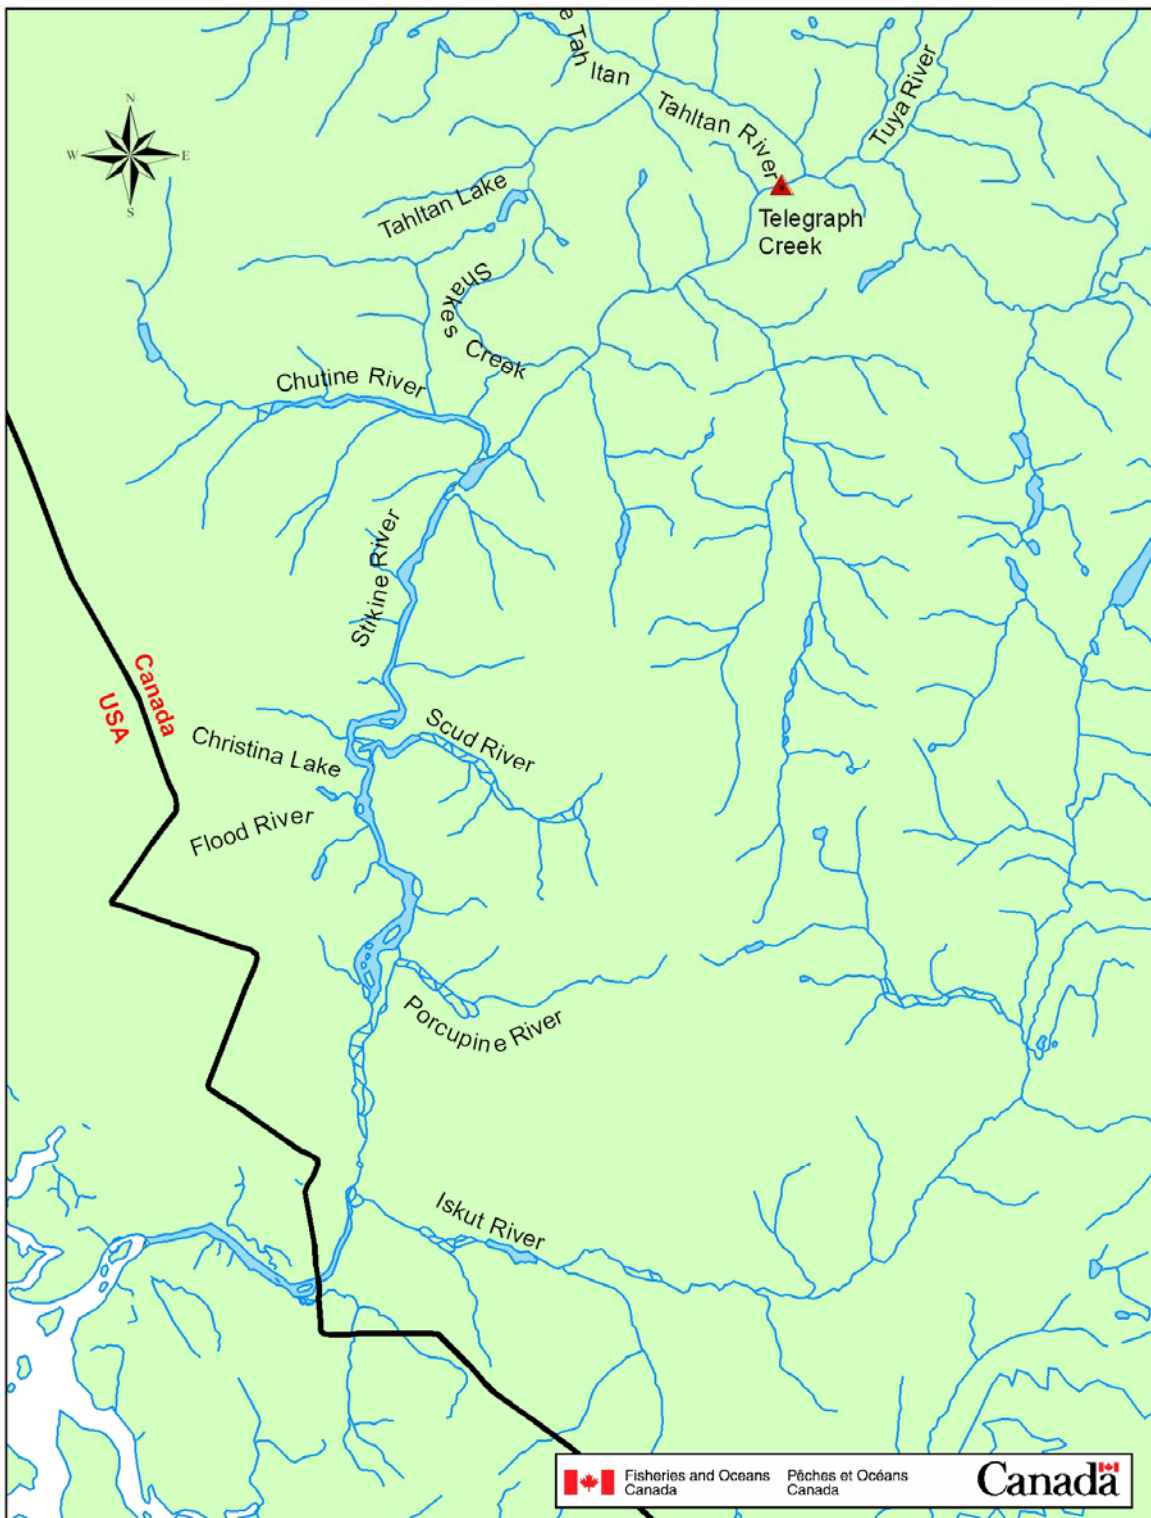 e Tah ltan
Tahltan River
Tuya River
N
W E
S
Tahltan Lake
Telegraph
Creek
Shakes Creek
Chutine River
Stikine River
Canada
USA
Scud River
Christina Lake
Flood River
Porcupine River
Iskut River
Fisheries and Oceans
Canada
Pêches et Océans
Canada
Canada